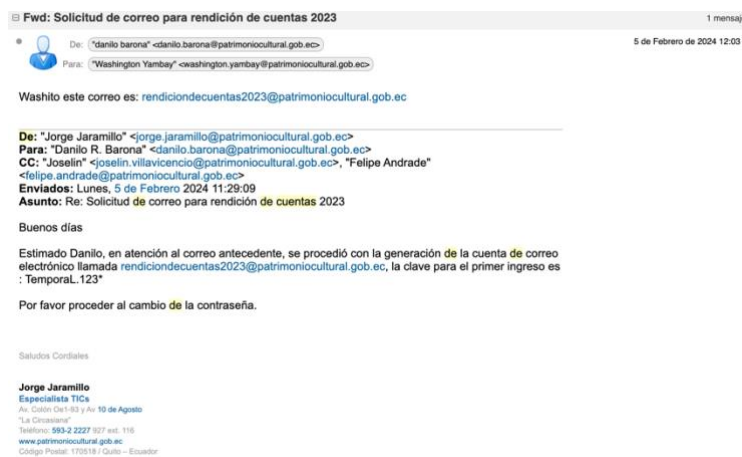 Fwd: Solicitud de correo para rendición de cuentas 2023
1 mensaj
De: "danilo barona" <danilo.barona@patrimoniocultural.gob.ec>
5 de Febrero de 2024 12:03
Para: "Washington Yambay" <washington.yambay@patrimoniocultural.gob.ec>
Washito este correo es: rendiciondecuentas2023@patrimoniocultural.gob.ec
De: "Jorge Jaramillo" <jorge.jaramillo@patrimoniocultural.gob.ec>
Para: "Danilo R. Barona" <danilo.barona@patrimoniocultural.gob.ec>
CC: "Joselin" <joselin.villavicencio@patrimoniocultural.gob.ec>, "Felipe Andrade"
<felipe.andrade@patrimoniocultural.gob.ec>
Enviados: Lunes, 5 de Febrero 2024 11:29:09
Asunto: Re: Solicitud de correo para rendición de cuentas 2023
Buenos días
Estimado Danilo, en atención al correo antecedente, se procedió con la generación de la cuenta de correo
electrónico llamada rendiciondecuentas2023@patrimoniocultural.gob.ec, la clave para el primer ingreso es
: TemporaL.123*
Por favor proceder al cambio de la contraseña.
Saludos Cordiales
Jorge Jaramillo
Especialista TICs
Av. Colón Oe1-93 y Av 10 de Agosto
"La Circasiana"
Teléfono: 593-2 2227 927 ext. 116
www.patrimoniocultural.gob.ec
Código Postal: 170518 / Quito – Ecuador